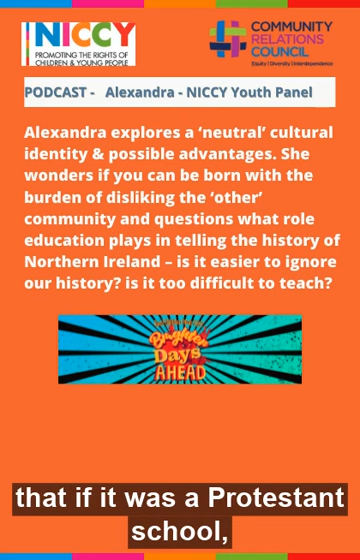 NICCY
PROMOTING THE RIGHTS OF
CHILDREN & YOUNG PEOPLE
COMMUNITY
RELATIONS
COUNCIL
Equity | Diversity | Interdependence
PODCAST - Alexandra - NICCY Youth Panel
Alexandra explores a ‘neutral’ cultural
identity & possible advantages. She
wonders if you can be born with the
burden of disliking the ‘other’
community and questions what role
education plays in telling the history of
Northern Ireland – is it easier to ignore
our history? is it too difficult to teach?
Brighter
Days
AHEAD
that if it was a Protestant
school,